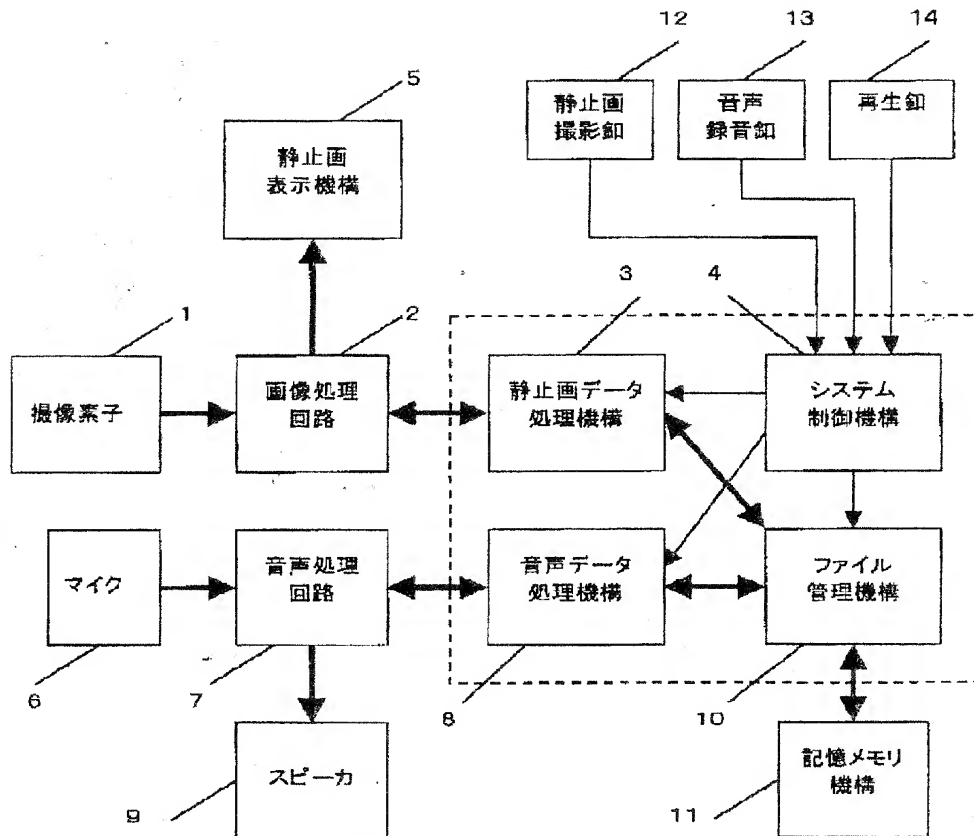 12
13
14
静止画
撮影釦
音声
録音釦
再生釦
5
静止画
表示機構
1
2
3
4
撮像素子
画像処理
回路
静止画データ
処理機構
システム
制御機構
マイク
音声処理
回路
音声データ
処理機構
ファイル
管理機構
6
7
8
10
スピーカ
記憶メモリ
機構
9
11